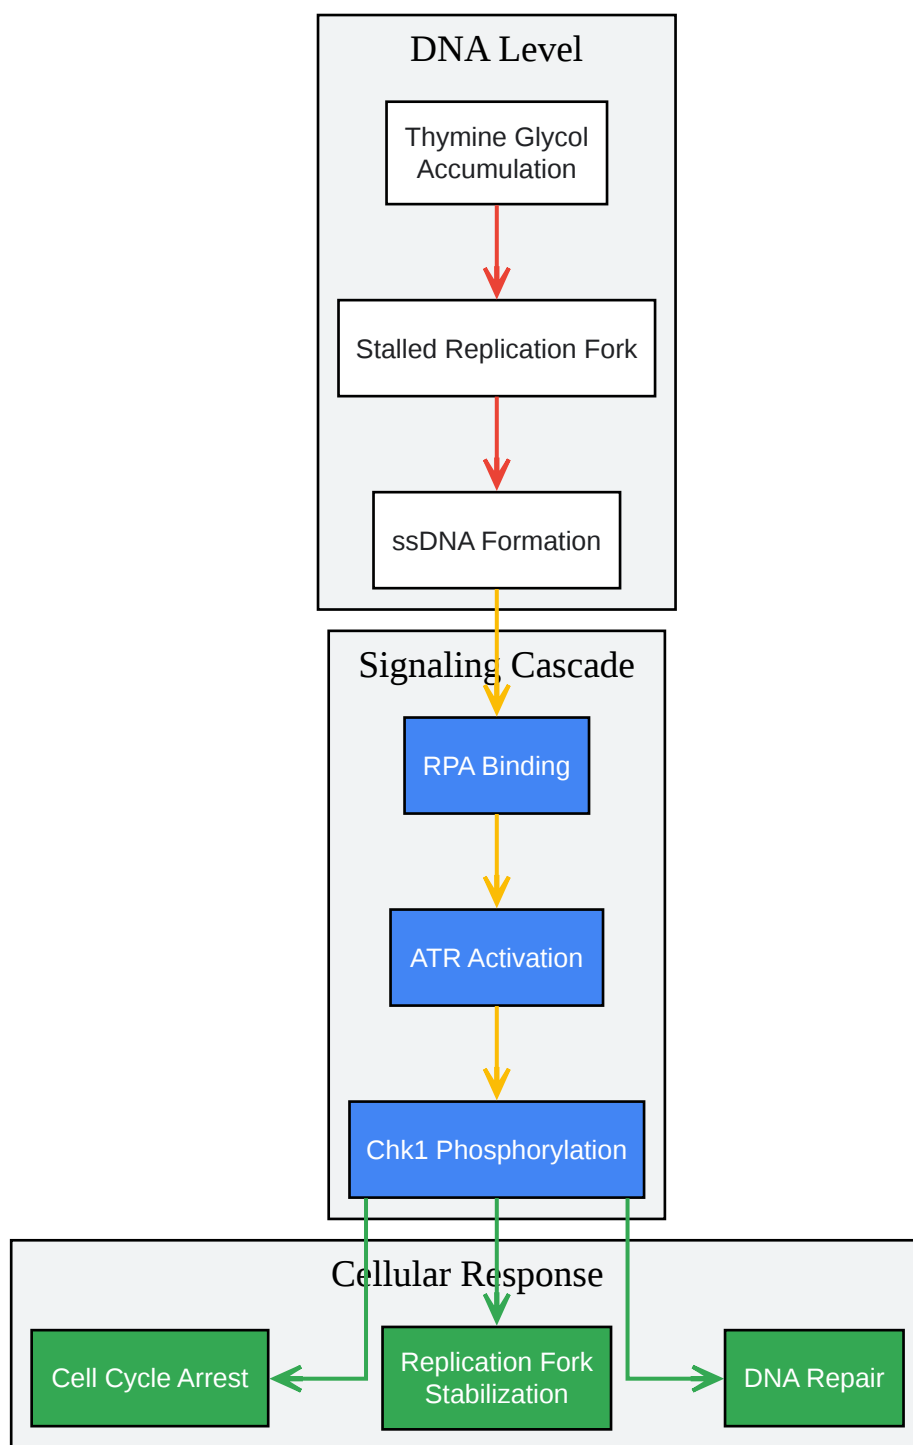 DNA Level
Thymine Glycol
Accumulation
Stalled Replication Fork
ssDNA Formation
Signaling Cascade
RPA Binding
ATR Activation
Chk1 Phosphorylation
Cellular Response
Cell Cycle Arrest
Replication Fork
Stabilization
DNA Repair